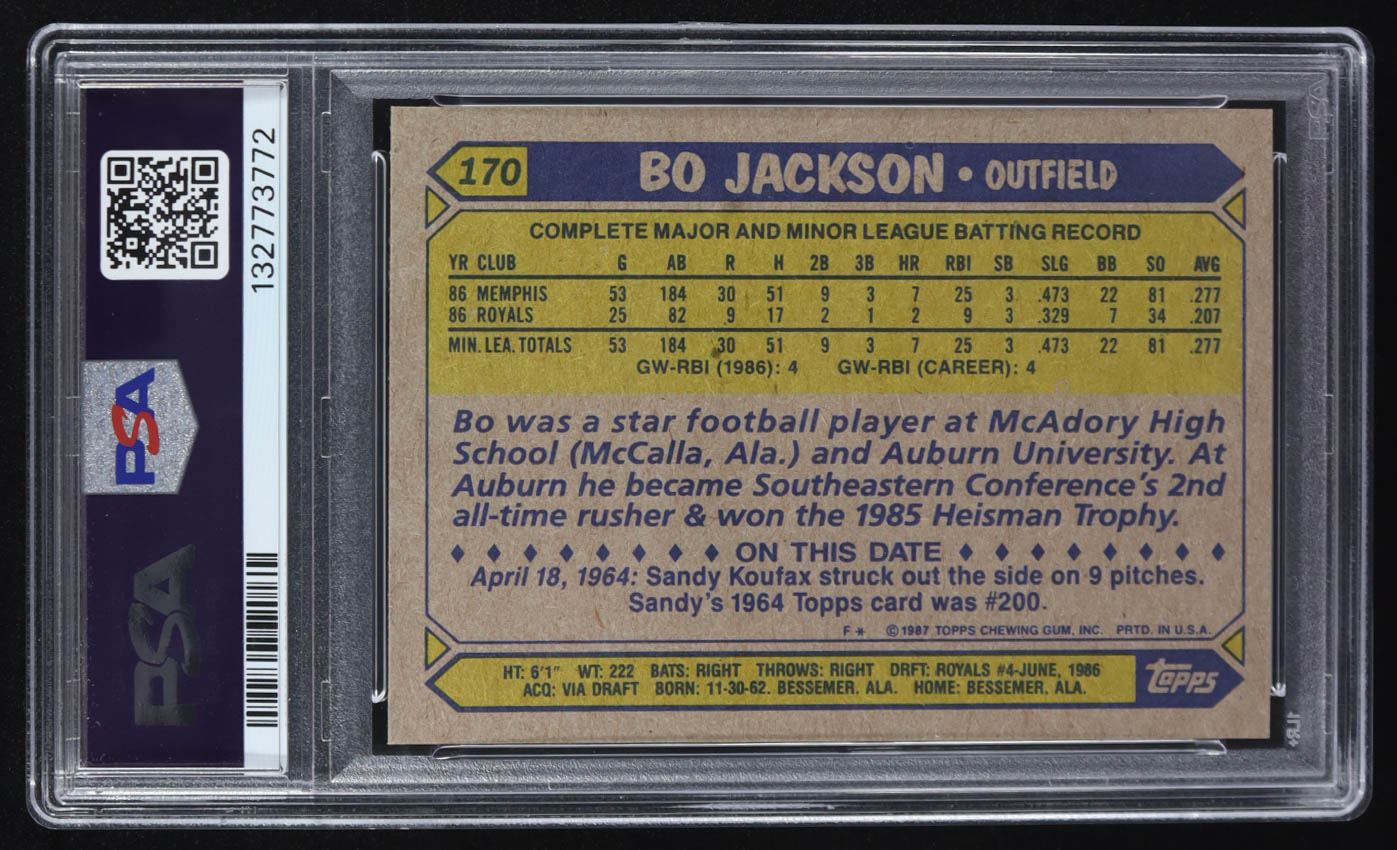 132773772
PSA
PSA
170 BO JACKSON • OUTFIELD
COMPLETE MAJOR AND MINOR LEAGUE BATTING RECORD
YR CLUB G AB R H 2B 3B HR RBI SB SLG BB SO AVG
86 MEMPHIS 53 184 30 51 9 3 7 25 3 .473 22 81 .277
86 ROYALS 25 82 9 17 2 1 2 9 3 .329 7 34 .207
MIN. LEA. TOTALS 53 184 30 51 9 3 7 25 3 .473 22 81 .277
GW-RBI (1986): 4 GW-RBI (CAREER): 4
Bo was a star football player at McAdory High
School (McCalla, Ala.) and Auburn University. At
Auburn he became Southeastern Conference's 2nd
all-time rusher & won the 1985 Heisman Trophy.
♦ ♦ ♦ ♦ ♦ ♦ ♦ ♦ ON THIS DATE ♦ ♦ ♦ ♦ ♦ ♦ ♦ ♦
April 18, 1964: Sandy Koufax struck out the side on 9 pitches.
Sandy's 1964 Topps card was #200.
F * ©1987 TOPPS CHEWING GUM, INC. PRTD. IN U.S.A.
HT: 6'1" WT: 222 BATS: RIGHT THROWS: RIGHT DRFT: ROYALS #4-JUNE, 1986
ACQ: VIA DRAFT BORN: 11-30-62, BESSEMER, ALA. HOME: BESSEMER, ALA.
topps